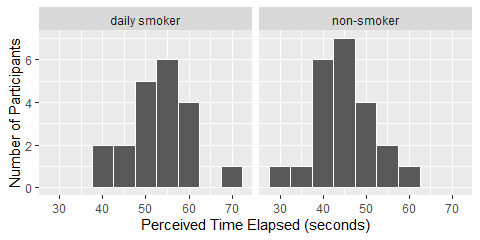 daily smoker
non-smoker
Number of Participants
6
4
2
0
30 40 50 60 70
30 40 50 60 70
Perceived Time Elapsed (seconds)